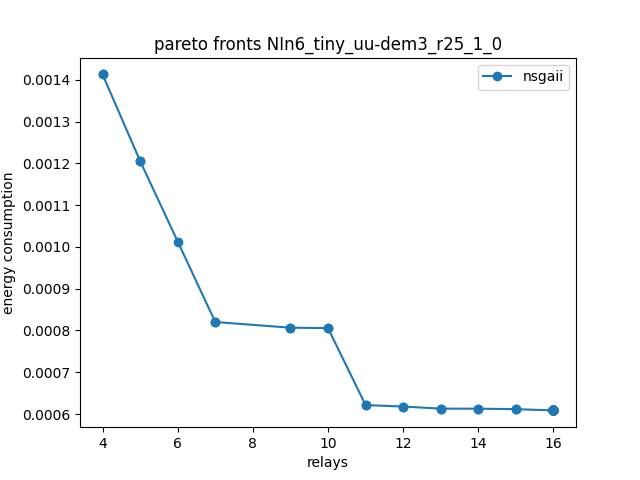 pareto fronts NIn6_tiny_uu-dem3_r25_1_0
nsgaii
energy consumption
0.0014
0.0013
0.0012
0.0011
0.0010
0.0009
0.0008
0.0007
0.0006
4 6 8 10 12 14 16
relays